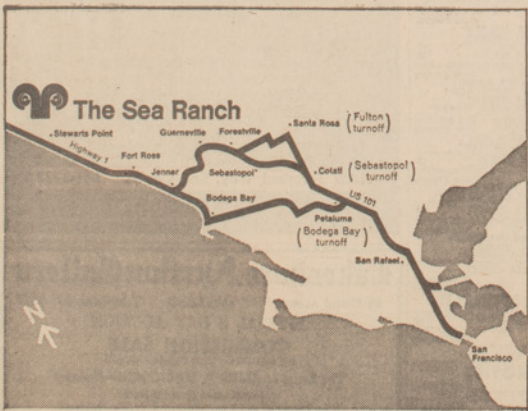 The Sea Ranch
Stewarts Point
Highway 1
Fort Ross
Jenner
Guerneville
Forestville
Sebastopol
Bodega Bay
Santa Rosa
(Fulton
turnoff)
Cotati
(Sebastopol
turnoff)
US 101
Petaluma
(Bodega Bay
turnoff)
San Rafael
San
Francisco
N